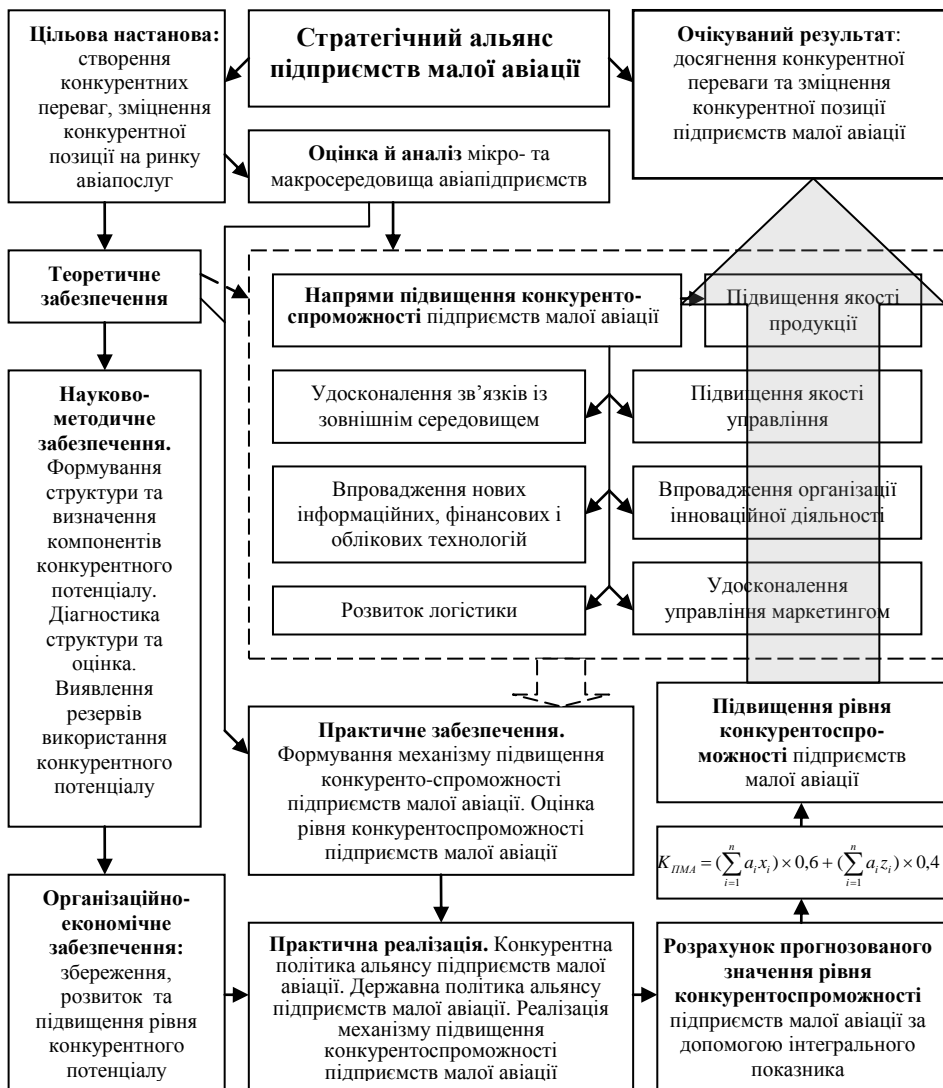 Цільова настанова:
створення
конкурентних
переваг, зміцнення
конкурентної
позиції на ринку
авіапослуг
Стратегічний альянс
підприємств малої авіації
Очікуваний результат:
досягнення конкурентної
переваги та зміцнення
конкурентної позиції
підприємств малої авіації
Оцінка й аналіз мікро- та
макросередовища авіапідприємств
Теоретичне
забезпечення
Напрями підвищення конкуренто-
спроможності підприємств малої авіації
Підвищення якості
продукції
Удосконалення зв’язків із
зовнішнім середовищем
Підвищення якості
управління
Впровадження нових
інформаційних, фінансових і
облікових технологій
Впровадження організації
інноваційної діяльності
Розвиток логістики
Удосконалення
управління маркетингом
Науково-
методичне
забезпечення.
Формування
структури та
визначення
компонентів
конкурентного
потенціалу.
Діагностика
структури та
оцінка.
Виявлення
резервів
використання
конкурентного
потенціалу
Практичне забезпечення.
Формування механізму підвищення
конкуренто-спроможності
підприємств малої авіації. Оцінка
рівня конкурентоспроможності
підприємств малої авіації
Підвищення рівня
конкурентоспро-
можності підприємств
малої авіації
K_{ПМА} = (\sum_{i=1}^{n} a_i x_i) × 0,6 + (\sum_{i=1}^{n} a_i z_i) × 0,4
Організаційно-
економічне
забезпечення:
збереження,
розвиток та
підвищення рівня
конкурентного
потенціалу
Практична реалізація. Конкурентна
політика альянсу підприємств малої
авіації. Державна політика альянсу
підприємств малої авіації. Реалізація
механізму підвищення
конкурентоспроможності
підприємств малої авіації
Розрахунок прогнозованого
значення рівня
конкурентоспроможності
підприємств малої авіації за
допомогою інтегрального
показника